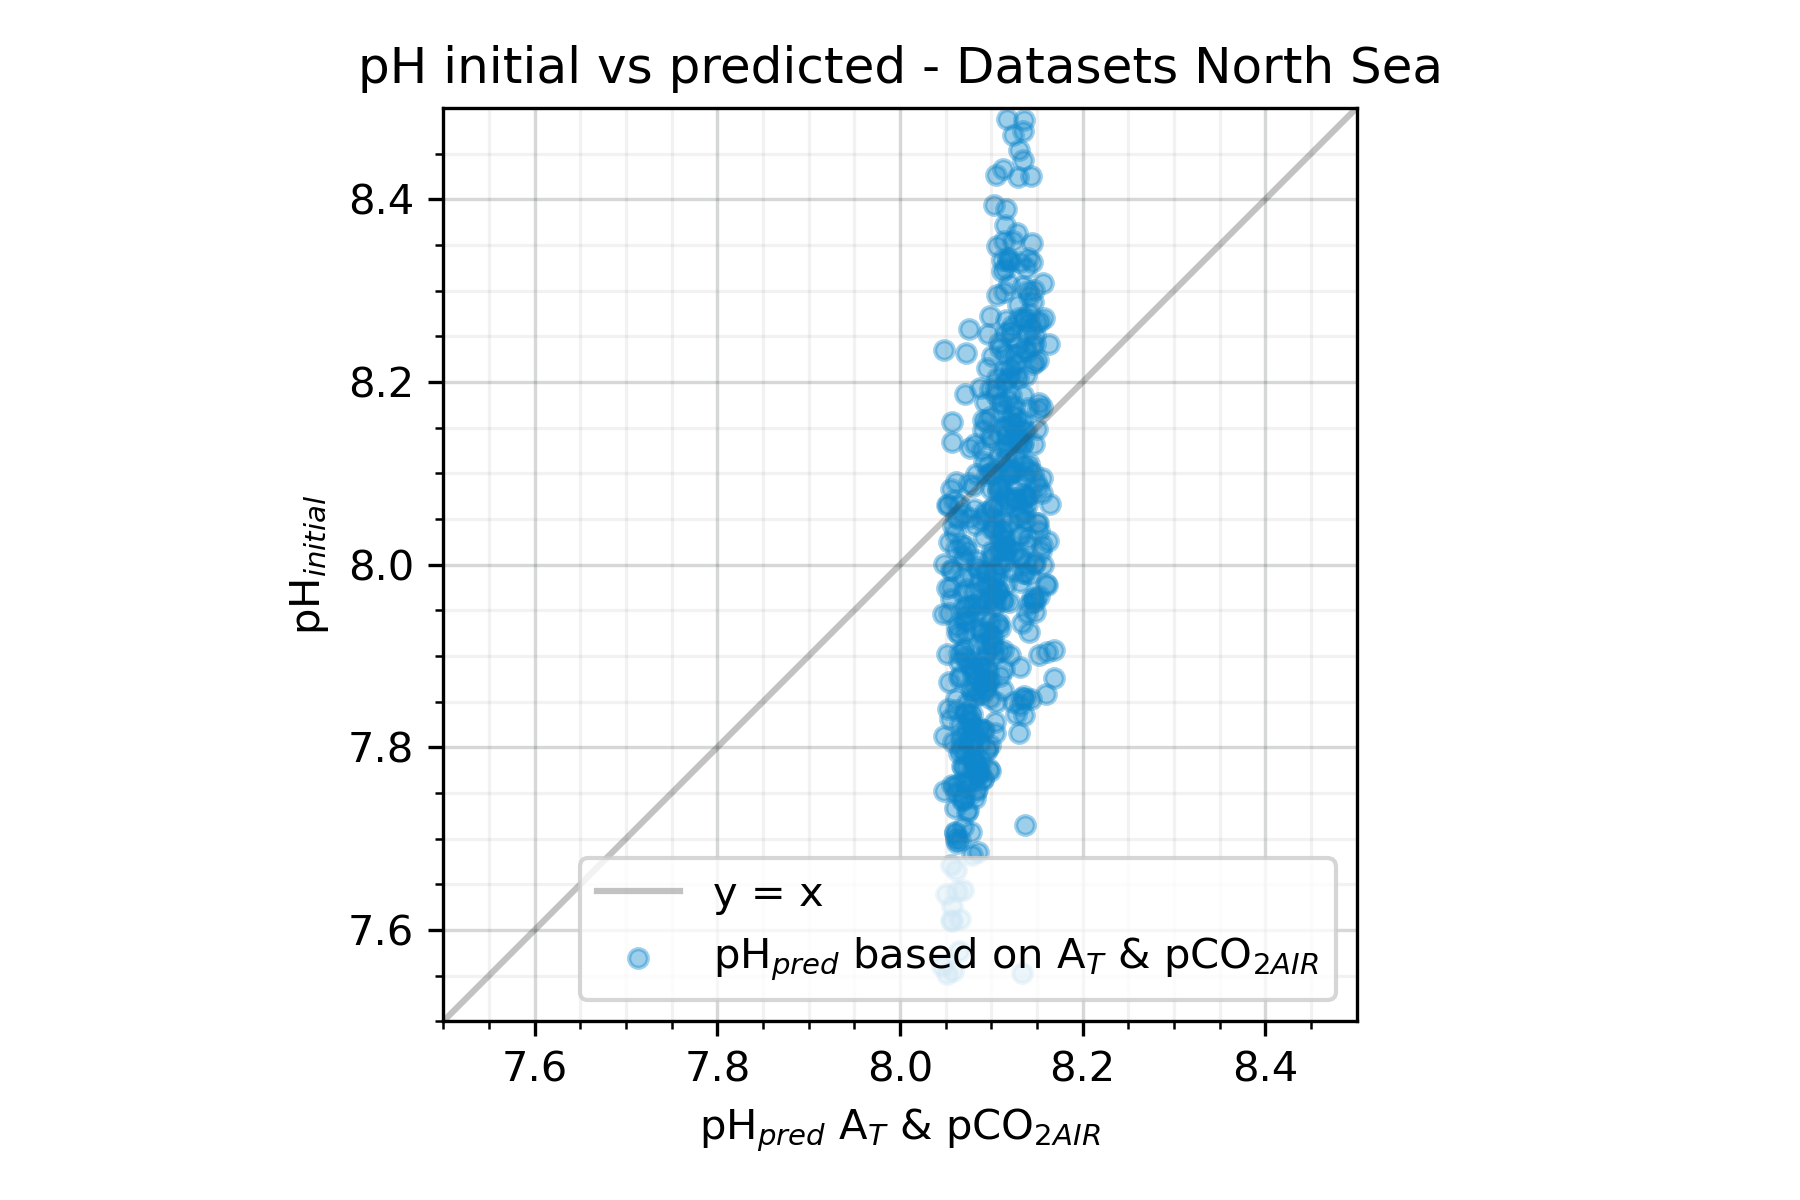 pH initial vs predicted - Datasets North Sea
pH_initial
8.4
8.2
8.0
7.8
7.6
y = x
pH_pred based on A_T & pCO_2AIR
7.6 7.8 8.0 8.2 8.4
pH_pred A_T & pCO_2AIR